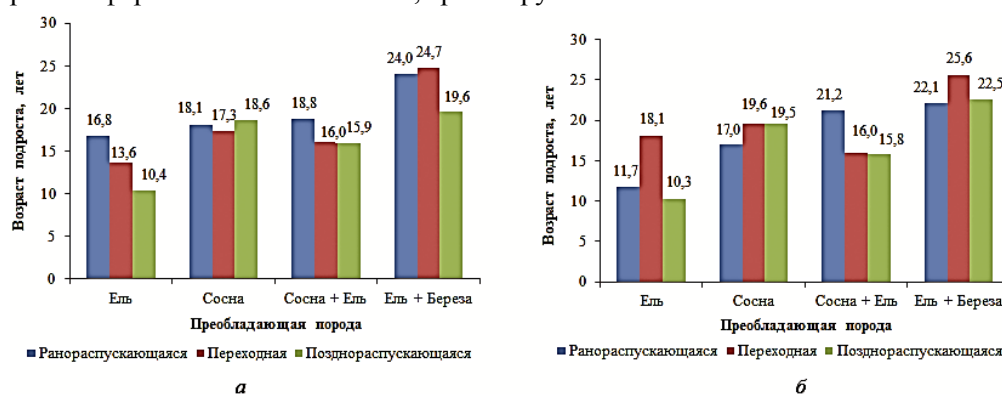 30
25
20
15
10
5
0
Возраст подроста, лет
16,8
13,6
10,4
18,1
17,3
18,6
18,8
16,0
15,9
24,0
24,7
19,6
Ель
Сосна
Сосна + Ель
Ель + Береза
Преобладающая порода
Ранораспускающаяся Переходная Позднораспускающаяся
а
30
25
20
15
10
5
0
Возраст подроста, лет
11,7
18,1
10,3
17,0
19,6
19,5
21,2
16,0
15,8
22,1
25,6
22,5
Ель
Сосна
Сосна + Ель
Ель + Береза
Преобладающая порода
Ранораспускающаяся Переходная Позднораспускающаяся
б